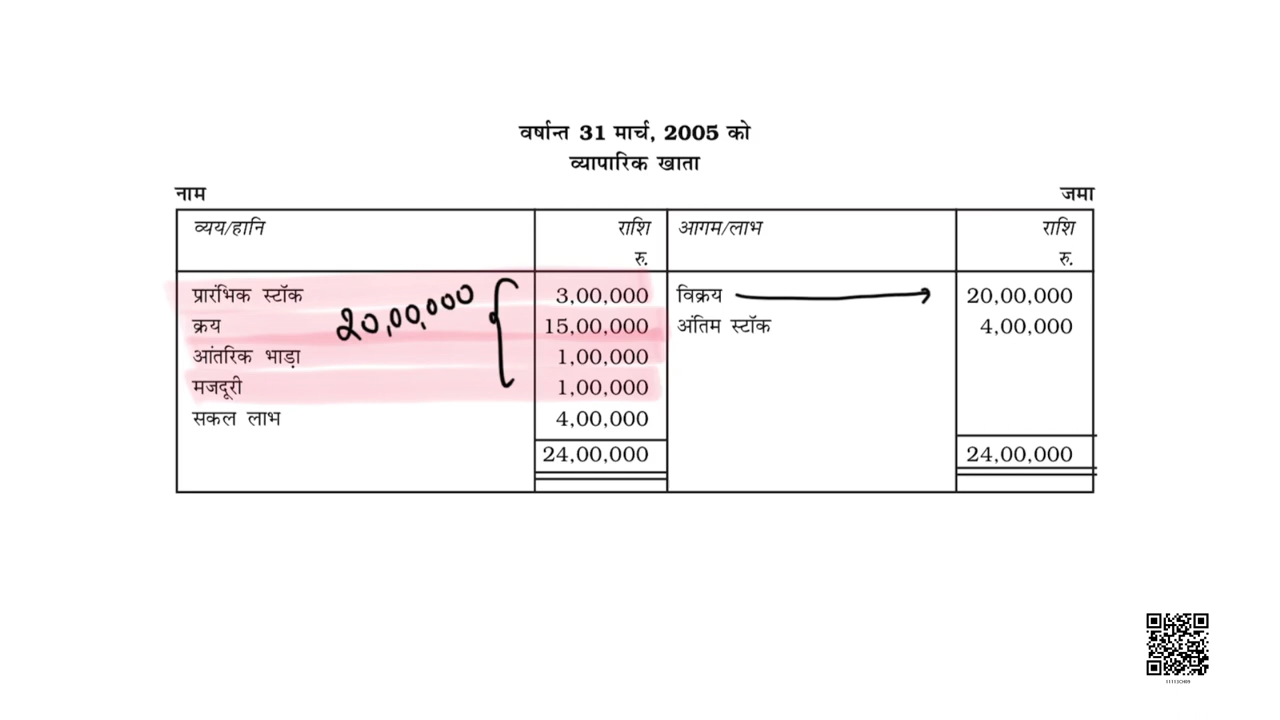 वर्षान्त 31 मार्च, 2005 को
व्यापारिक खाता
नाम जमा
व्यय/हानि राशि आगम/लाभ राशि
रु. रु.
प्रारंभिक स्टॉक 3,00,000 विक्रय 20,00,000
क्रय 20,00,000 15,00,000 अंतिम स्टॉक 4,00,000
आंतरिक भाड़ा 1,00,000
मजदूरी 1,00,000
सकल लाभ 4,00,000
24,00,000 24,00,000
11113CH09